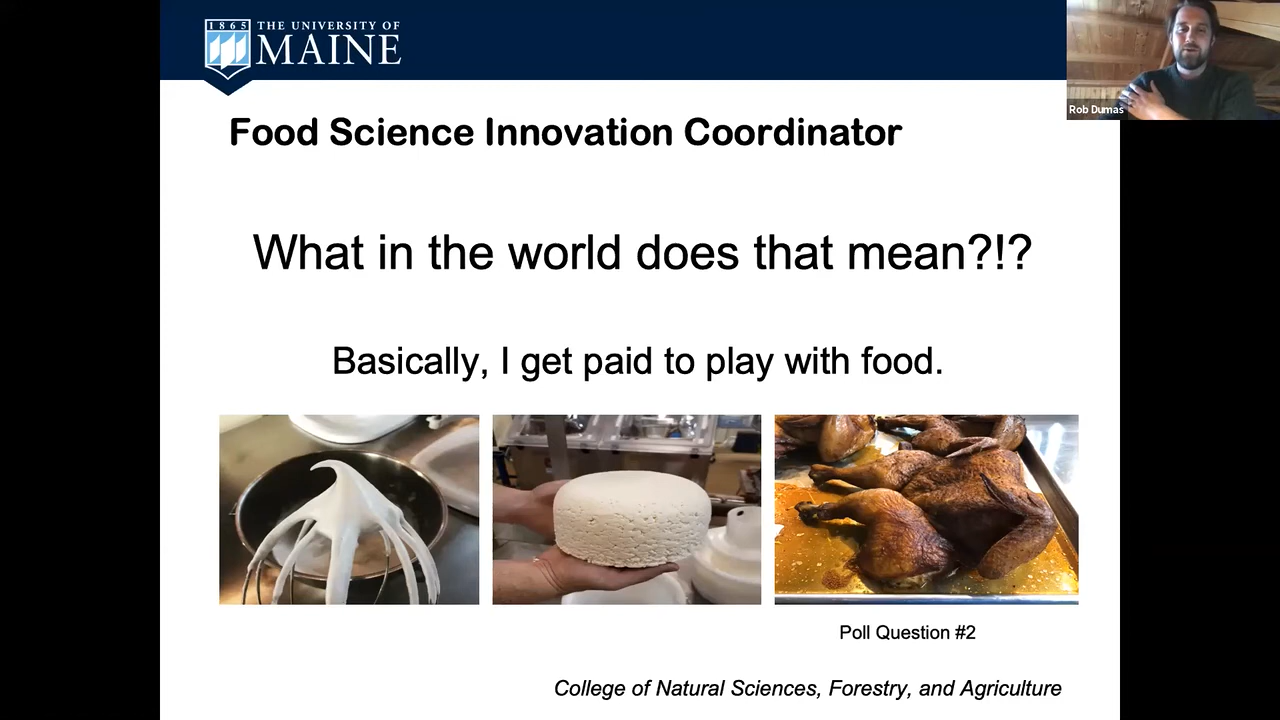 1865
THE UNIVERSITY OF
MAINE
Rob Dumas
Food Science Innovation Coordinator
What in the world does that mean?!?
Basically, I get paid to play with food.
Poll Question #2
College of Natural Sciences, Forestry, and Agriculture